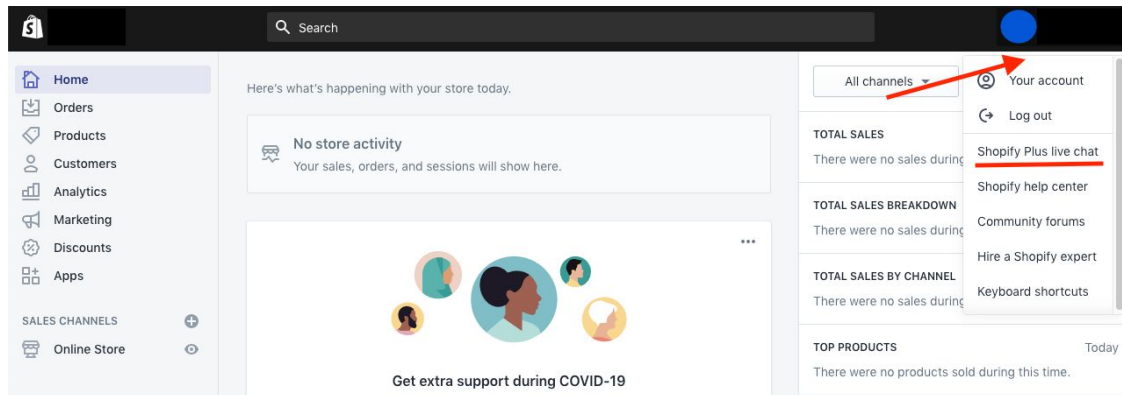 Search
Home
Orders
Products
Customers
Analytics
Marketing
Discounts
Apps
SALES CHANNELS
Online Store
Here's what's happening with your store today.
No store activity
Your sales, orders, and sessions will show here.
Get extra support during COVID-19
All channels
TOTAL SALES
There were no sales during
TOTAL SALES BREAKDOWN
There were no sales during
TOTAL SALES BY CHANNEL
There were no sales during
TOP PRODUCTS Today
There were no products sold during this time.
Your account
Log out
Shopify Plus live chat
Shopify help center
Community forums
Hire a Shopify expert
Keyboard shortcuts